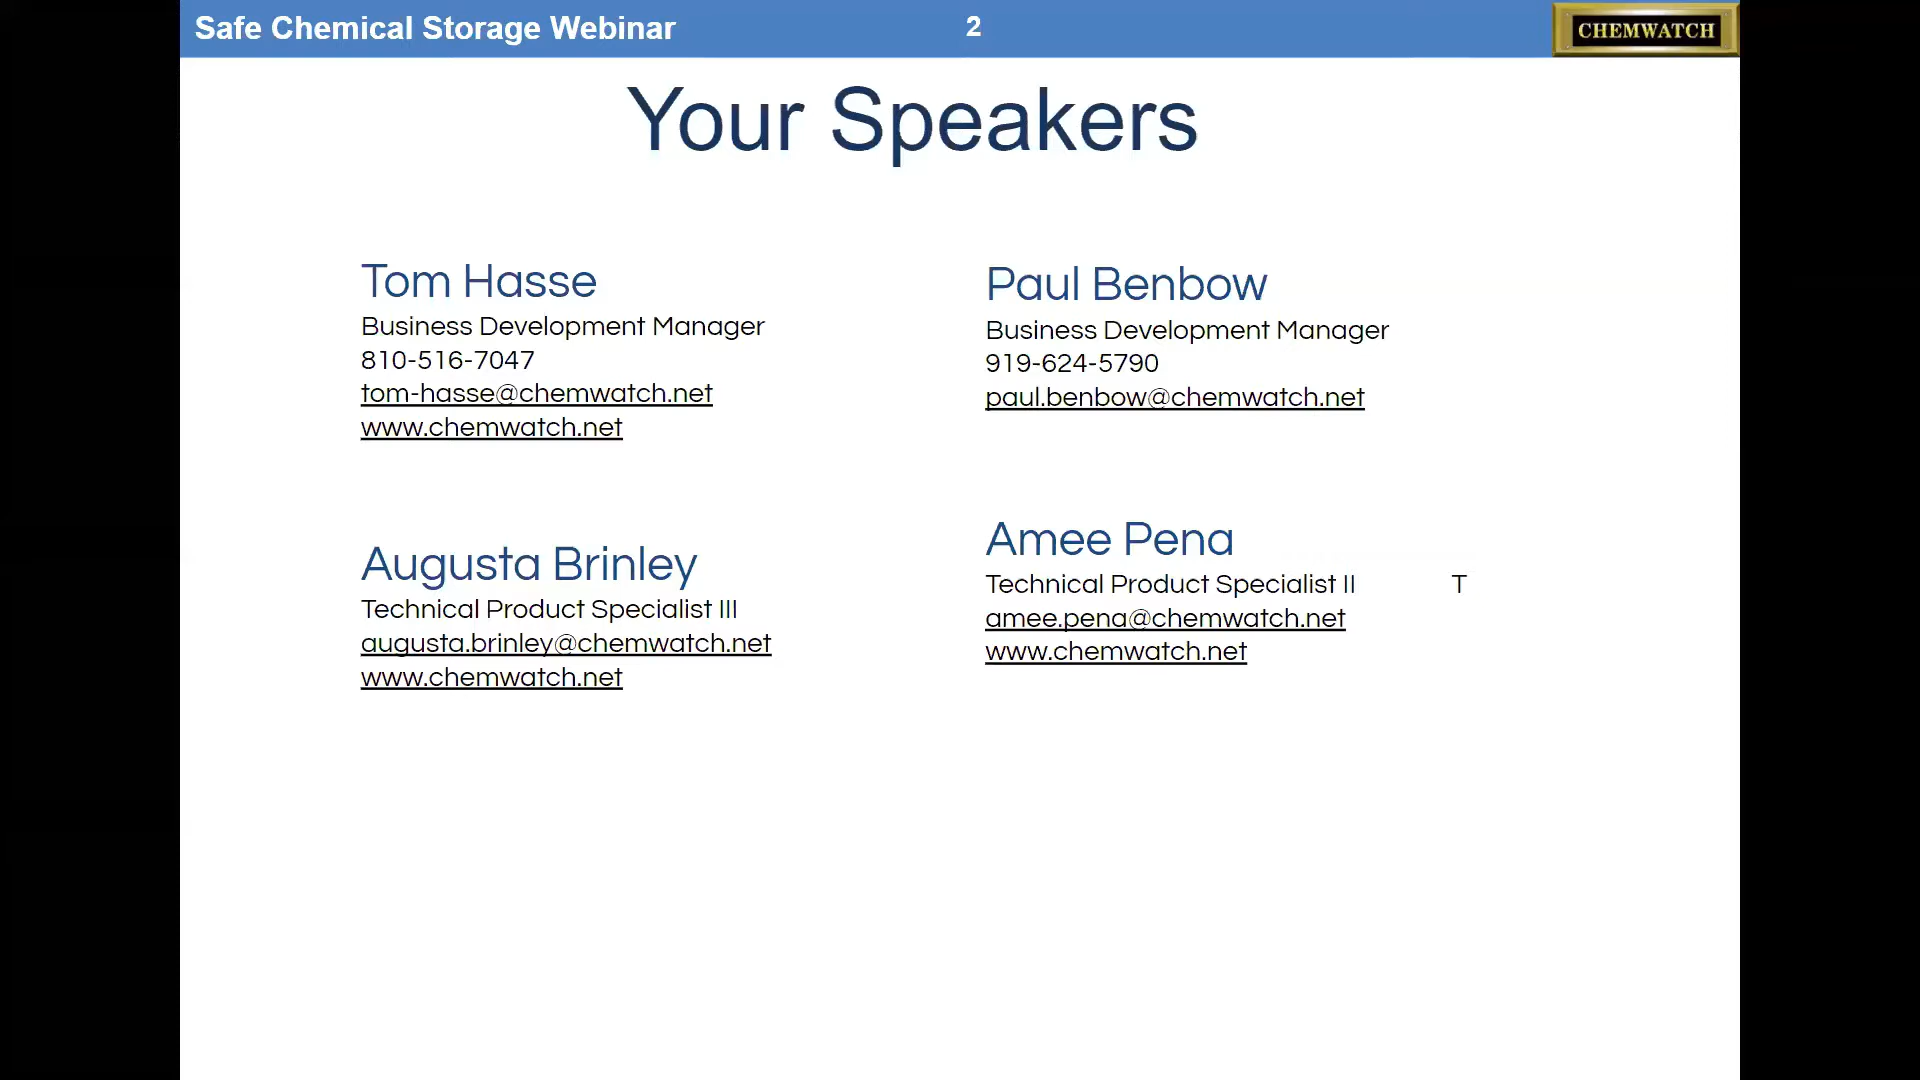 Safe Chemical Storage Webinar
2
CHEMWATCH
Your Speakers
Tom Hasse
Business Development Manager
810-516-7047
tom-hasse@chemwatch.net
www.chemwatch.net
Paul Benbow
Business Development Manager
919-624-5790
paul.benbow@chemwatch.net
Augusta Brinley
Technical Product Specialist III
augusta.brinley@chemwatch.net
www.chemwatch.net
Amee Pena
Technical Product Specialist II T
amee.pena@chemwatch.net
www.chemwatch.net